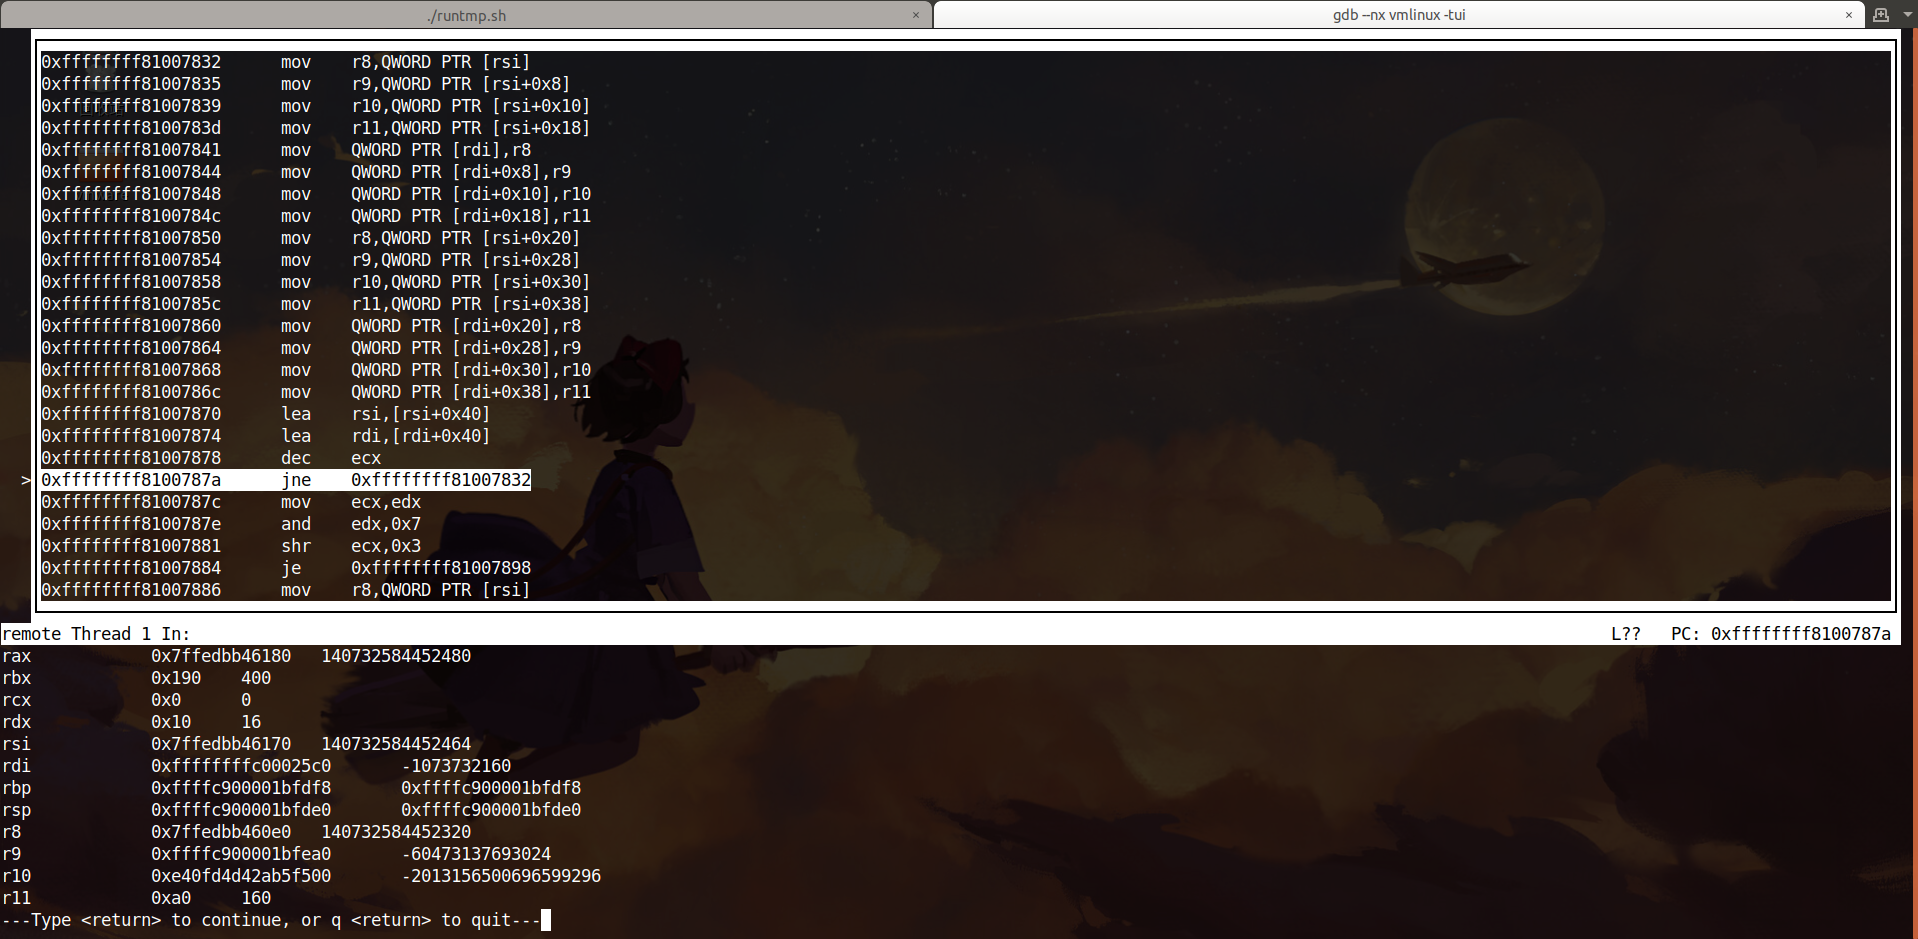 ./runtmp.sh × gdb --nx vmlinux -tui ×
0xffffffff81007832 mov r8,QWORD PTR [rsi]
0xffffffff81007835 mov r9,QWORD PTR [rsi+0x8]
0xffffffff81007839 mov r10,QWORD PTR [rsi+0x10]
0xffffffff8100783d mov r11,QWORD PTR [rsi+0x18]
0xffffffff81007841 mov QWORD PTR [rdi],r8
0xffffffff81007844 mov QWORD PTR [rdi+0x8],r9
0xffffffff81007848 mov QWORD PTR [rdi+0x10],r10
0xffffffff8100784c mov QWORD PTR [rdi+0x18],r11
0xffffffff81007850 mov r8,QWORD PTR [rsi+0x20]
0xffffffff81007854 mov r9,QWORD PTR [rsi+0x28]
0xffffffff81007858 mov r10,QWORD PTR [rsi+0x30]
0xffffffff8100785c mov r11,QWORD PTR [rsi+0x38]
0xffffffff81007860 mov QWORD PTR [rdi+0x20],r8
0xffffffff81007864 mov QWORD PTR [rdi+0x28],r9
0xffffffff81007868 mov QWORD PTR [rdi+0x30],r10
0xffffffff8100786c mov QWORD PTR [rdi+0x38],r11
0xffffffff81007870 lea rsi,[rsi+0x40]
0xffffffff81007874 lea rdi,[rdi+0x40]
0xffffffff81007878 dec ecx
>0xffffffff8100787a jne 0xffffffff81007832
0xffffffff8100787c mov ecx,edx
0xffffffff8100787e and edx,0x7
0xffffffff81007881 shr ecx,0x3
0xffffffff81007884 je 0xffffffff81007898
0xffffffff81007886 mov r8,QWORD PTR [rsi]
remote Thread 1 In: L?? PC: 0xffffffff8100787a
rax 0x7ffedbb46180 140732584452480
rbx 0x190 400
rcx 0x0 0
rdx 0x10 16
rsi 0x7ffedbb46170 140732584452464
rdi 0xffffffffc00025c0 -1073732160
rbp 0xffffc900001bfdf8 0xffffc900001bfdf8
rsp 0xffffc900001bfde0 0xffffc900001bfde0
r8 0x7ffedbb460e0 140732584452320
r9 0xffffc900001bfea0 -60473137693024
r10 0xe40fd4d42ab5f500 -2013156500696599296
r11 0xa0 160
---Type <return> to continue, or q <return> to quit---